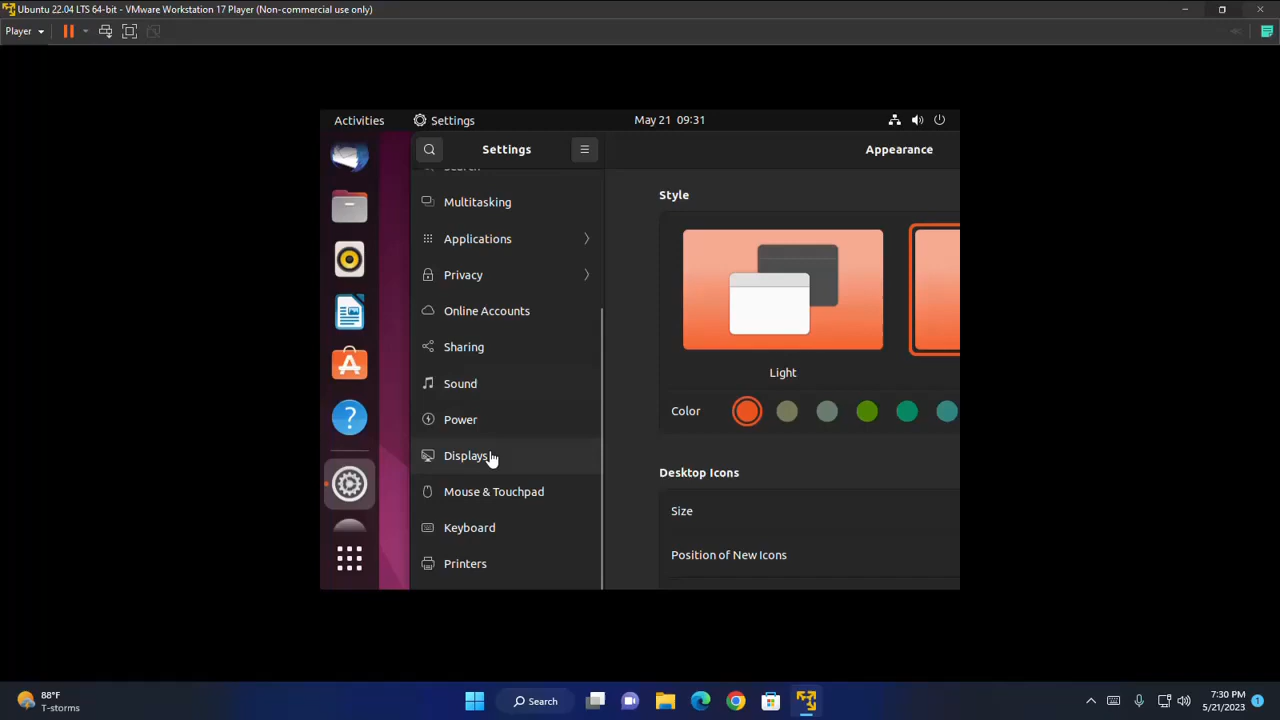 Ubuntu 22.04 LTS 64-bit - VMware Workstation 17 Player (Non-commercial use only)
Player
Activities
Settings
May 21 09:31
Settings
Appearance
Search
Multitasking
Applications
Privacy
Online Accounts
Sharing
Sound
Power
Displays
Mouse & Touchpad
Keyboard
Printers
Style
Light
Color
Desktop Icons
Size
Position of New Icons
88°F
T-storms
Search
7:30 PM
5/21/2023
1